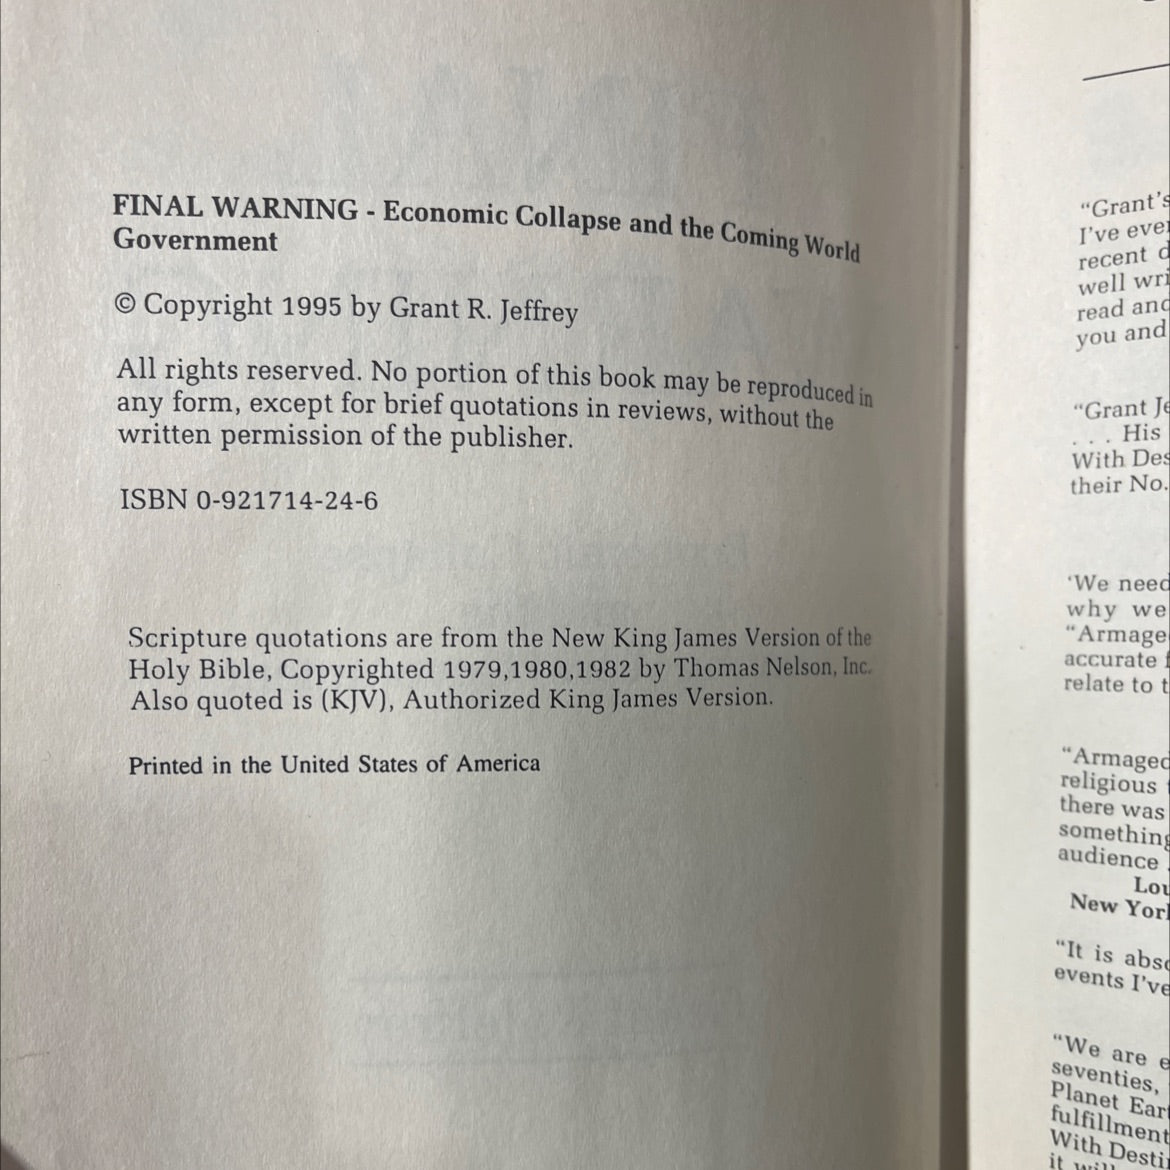 FINAL WARNING - Economic Collapse and the Coming World
Government
© Copyright 1995 by Grant R. Jeffrey
All rights reserved. No portion of this book may be reproduced in
any form, except for brief quotations in reviews, without the
written permission of the publisher.
ISBN 0-921714-24-6
Scripture quotations are from the New King James Version of the
Holy Bible, Copyrighted 1979,1980,1982 by Thomas Nelson, Inc.
Also quoted is (KJV), Authorized King James Version.
Printed in the United States of America
“Grant's
I've ever
recent d
well wri
read and
you and
“Grant Je
. . . His
With Des
their No.
‘We need
why we
“Armage
accurate f
relate to t
“Armaged
religious
there was
something
audience
Lou
New York
“It is abso
events I've
“We are e
seventies,
Planet Eart
fulfillment
With Desti
it will